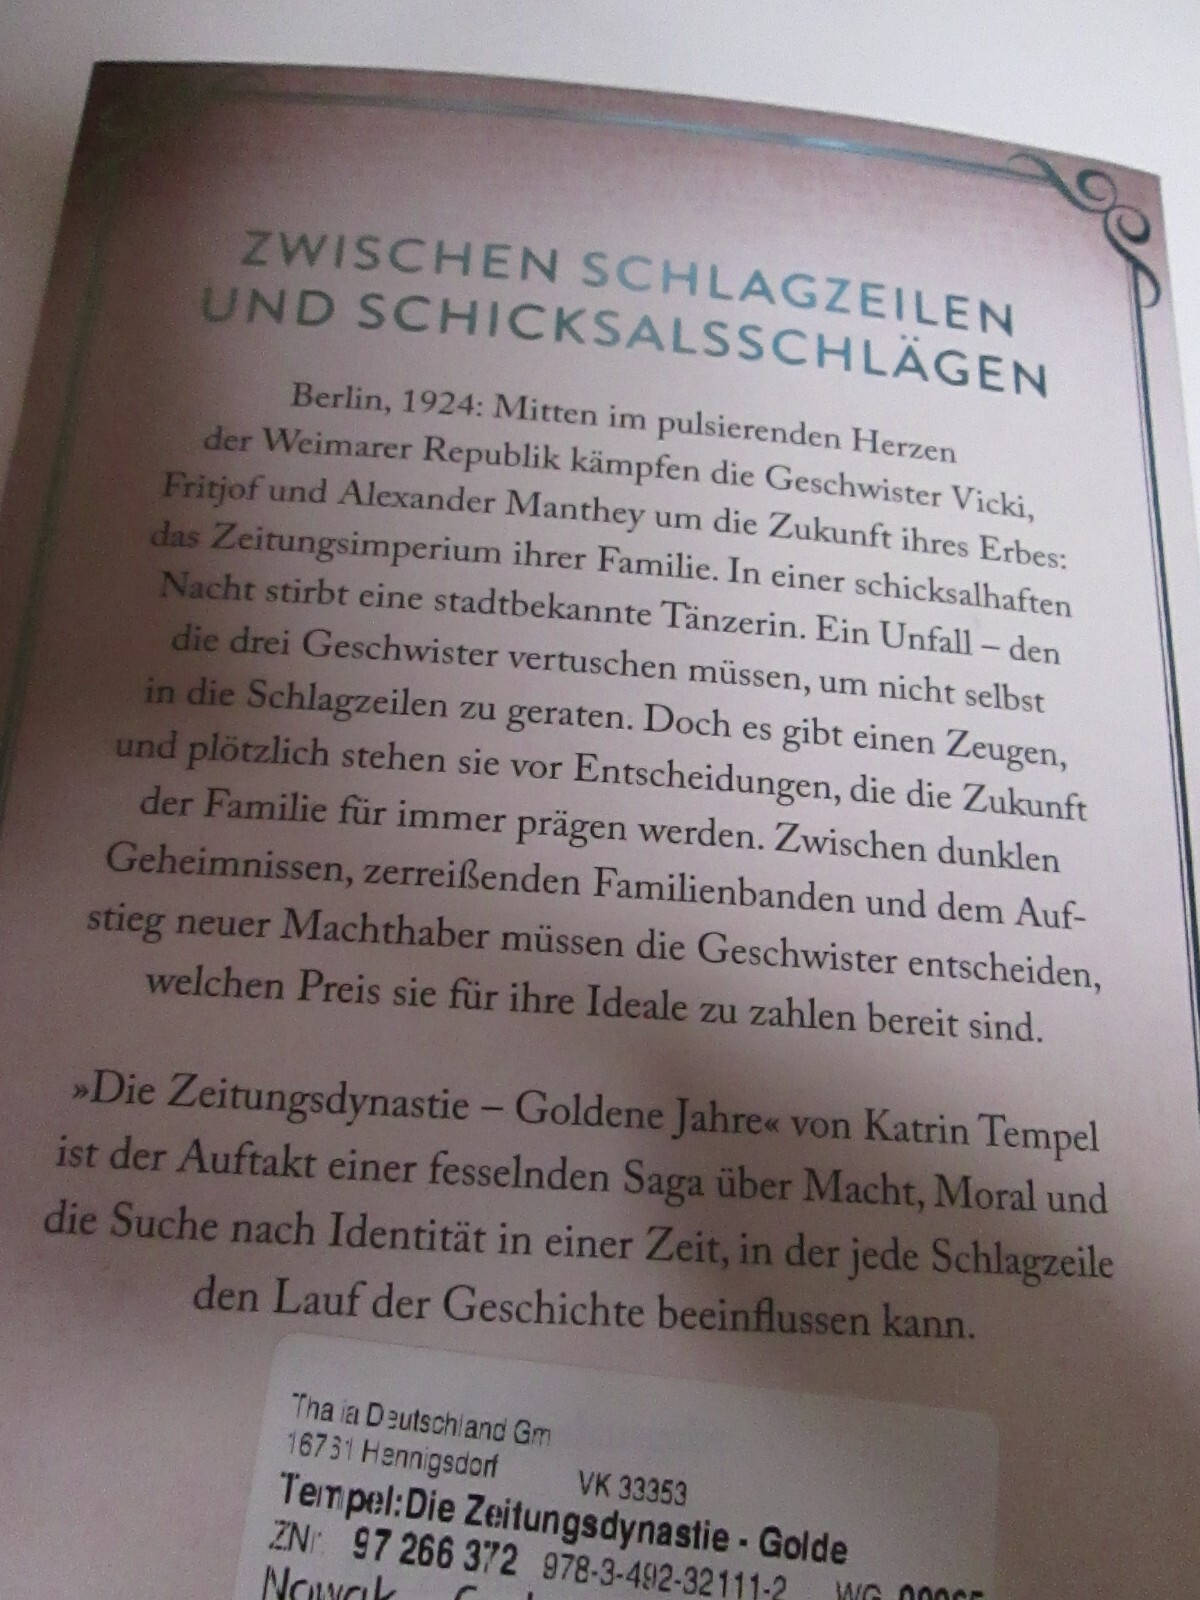 ZWISCHEN SCHLAGZEILEN
UND SCHICKSALSSCHLÄGEN
Berlin, 1924: Mitten im pulsierenden Herzen
der Weimarer Republik kämpfen die Geschwister Vicki,
Fritjof und Alexander Manthey um die Zukunft ihres Erbes:
das Zeitungsimperium ihrer Familie. In einer schicksalhaften
Nacht stirbt eine stadtbekannte Tänzerin. Ein Unfall – den
die drei Geschwister vertuschen müssen, um nicht selbst
in die Schlagzeilen zu geraten. Doch es gibt einen Zeugen,
und plötzlich stehen sie vor Entscheidungen, die die Zukunft
der Familie für immer prägen werden. Zwischen dunklen
Geheimnissen, zerreißenden Familienbanden und dem Auf-
stieg neuer Machthaber müssen die Geschwister entscheiden,
welchen Preis sie für ihre Ideale zu zahlen bereit sind.
»Die Zeitungsdynastie – Goldene Jahre« von Katrin Tempel
ist der Auftakt einer fesselnden Saga über Macht, Moral und
die Suche nach Identität in einer Zeit, in der jede Schlagzeile
den Lauf der Geschichte beeinflussen kann.
Thalia Deutschland Gm
16761 Hennigsdorf VK 33353
Tempel:Die Zeitungsdynastie - Golde
ZNr 97 266 372 978-3-492-32111-2 WG
Nowak